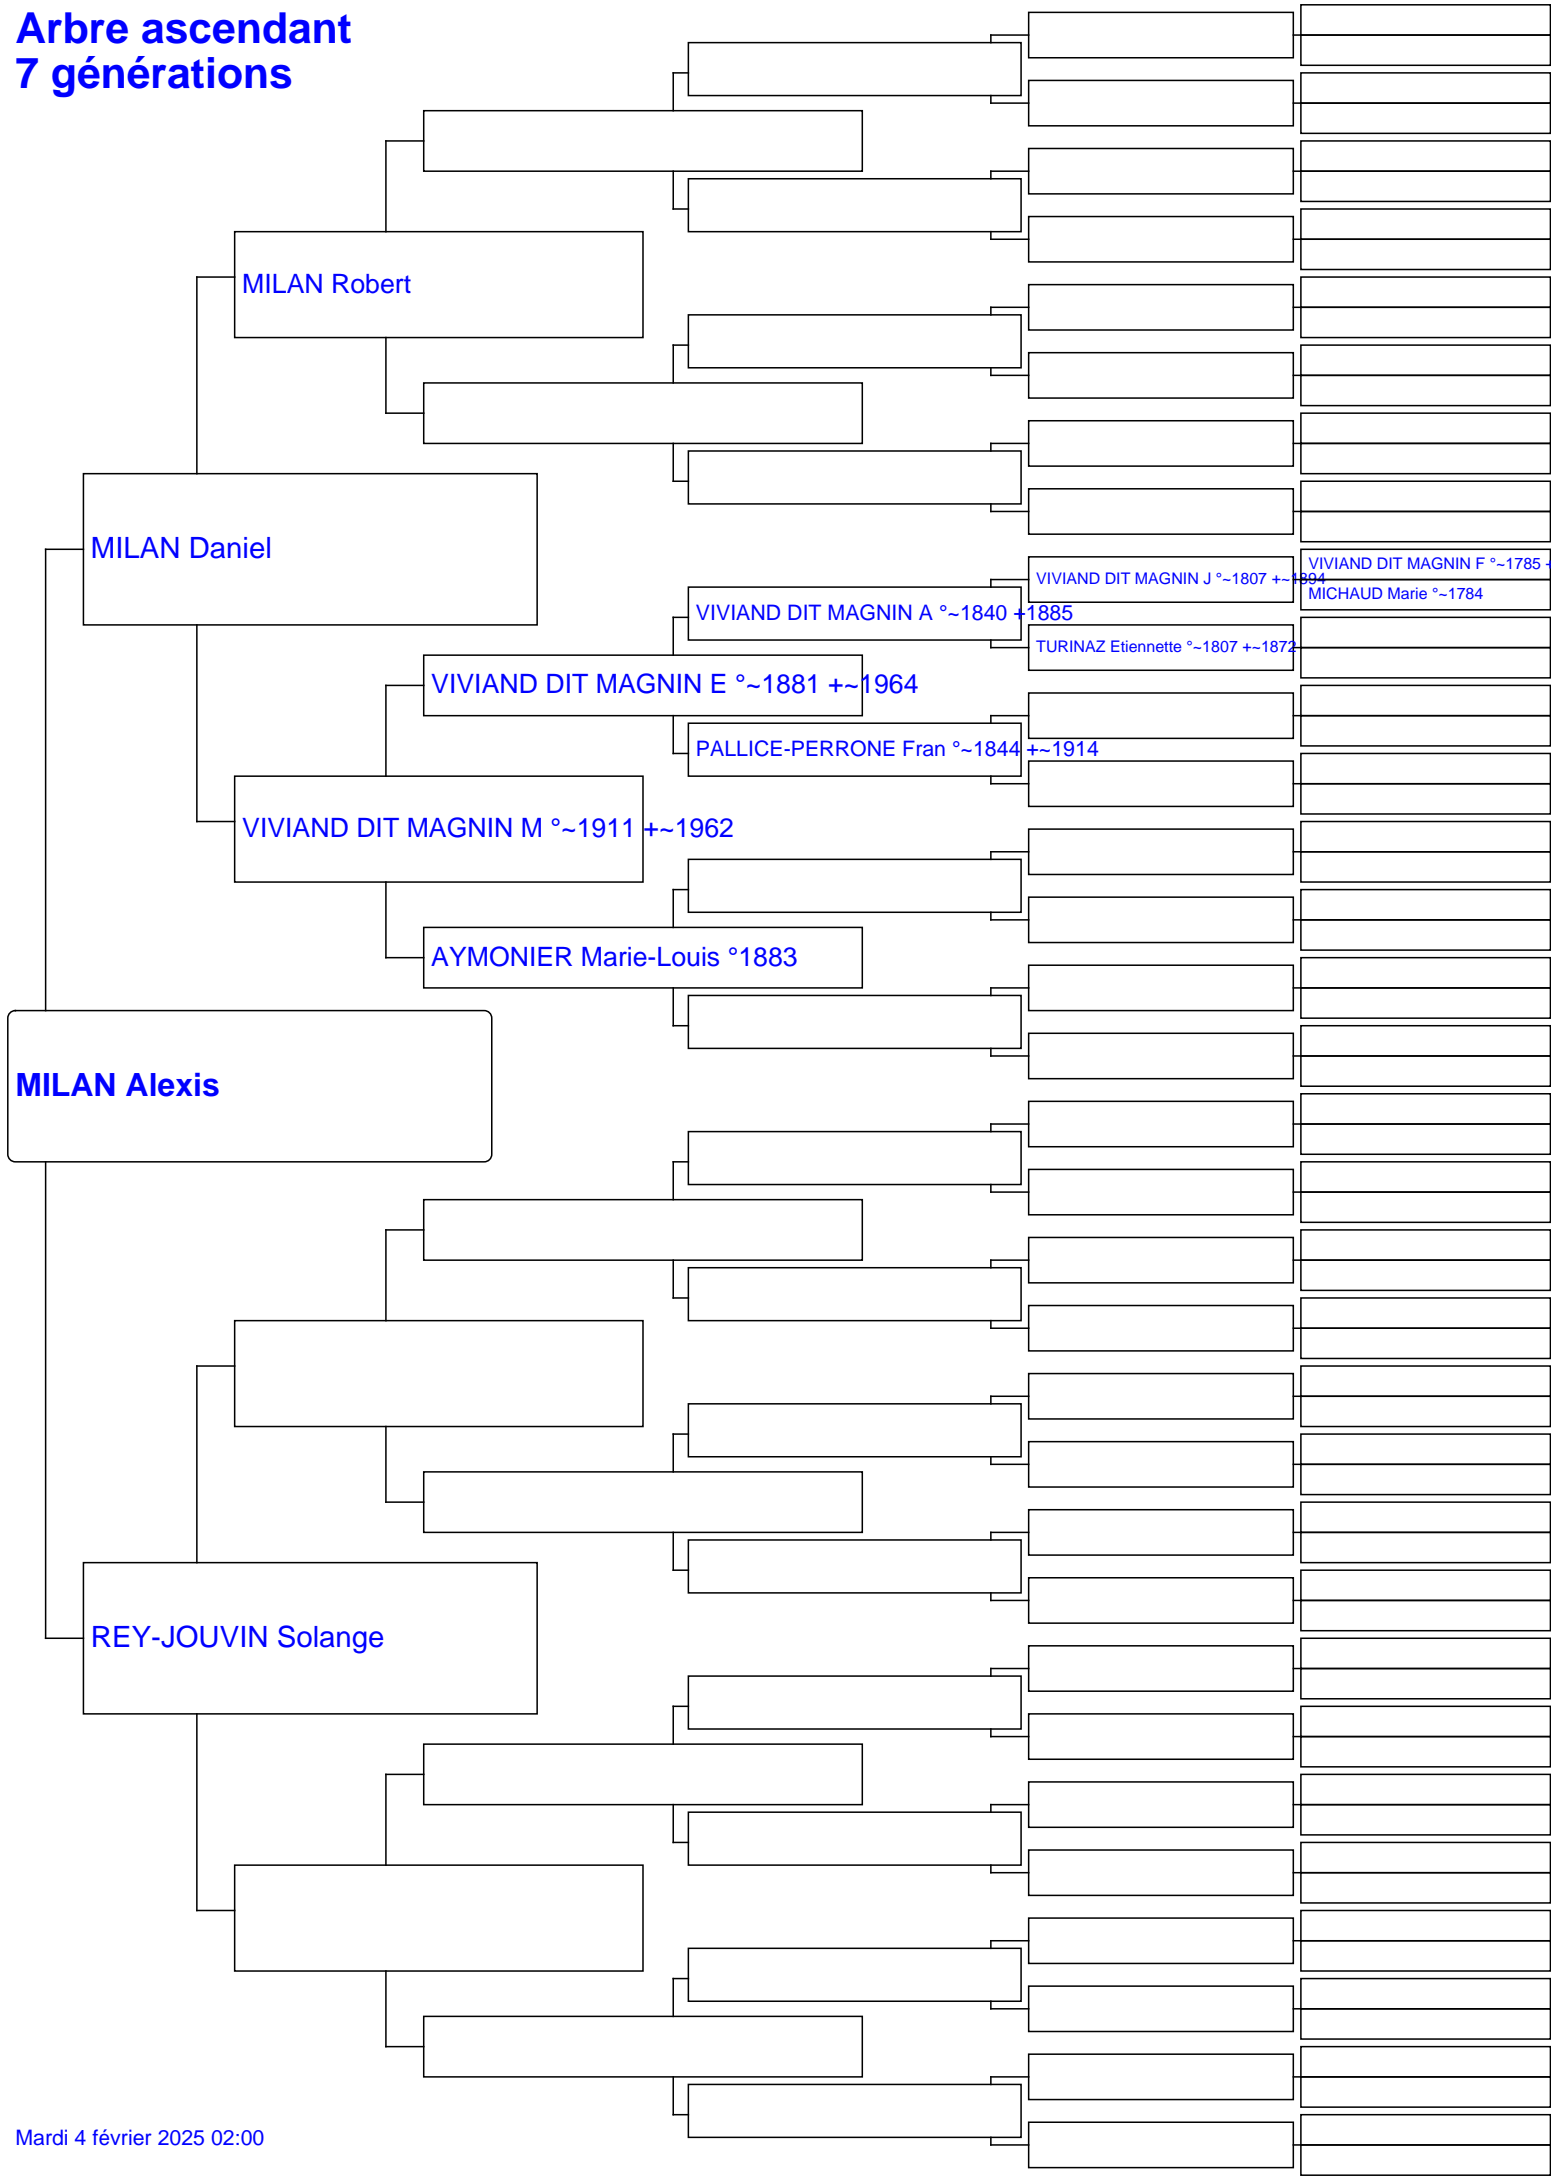 Arbre ascendant
7 générations
MILAN Robert
MILAN Daniel
VIVIAND DIT MAGNIN F °~1785 +
VIVIAND DIT MAGNIN J °~1807 +~1894
MICHAUD Marie °~1784
VIVIAND DIT MAGNIN A °~1840 +1885
TURINAZ Etiennette °~1807 +~1872
VIVIAND DIT MAGNIN E °~1881 +~1964
PALLICE-PERRONE Fran °~1844 +~1914
VIVIAND DIT MAGNIN M °~1911 +~1962
AYMONIER Marie-Louis °1883
MILAN Alexis
REY-JOUVIN Solange
Mardi 4 février 2025 02:00